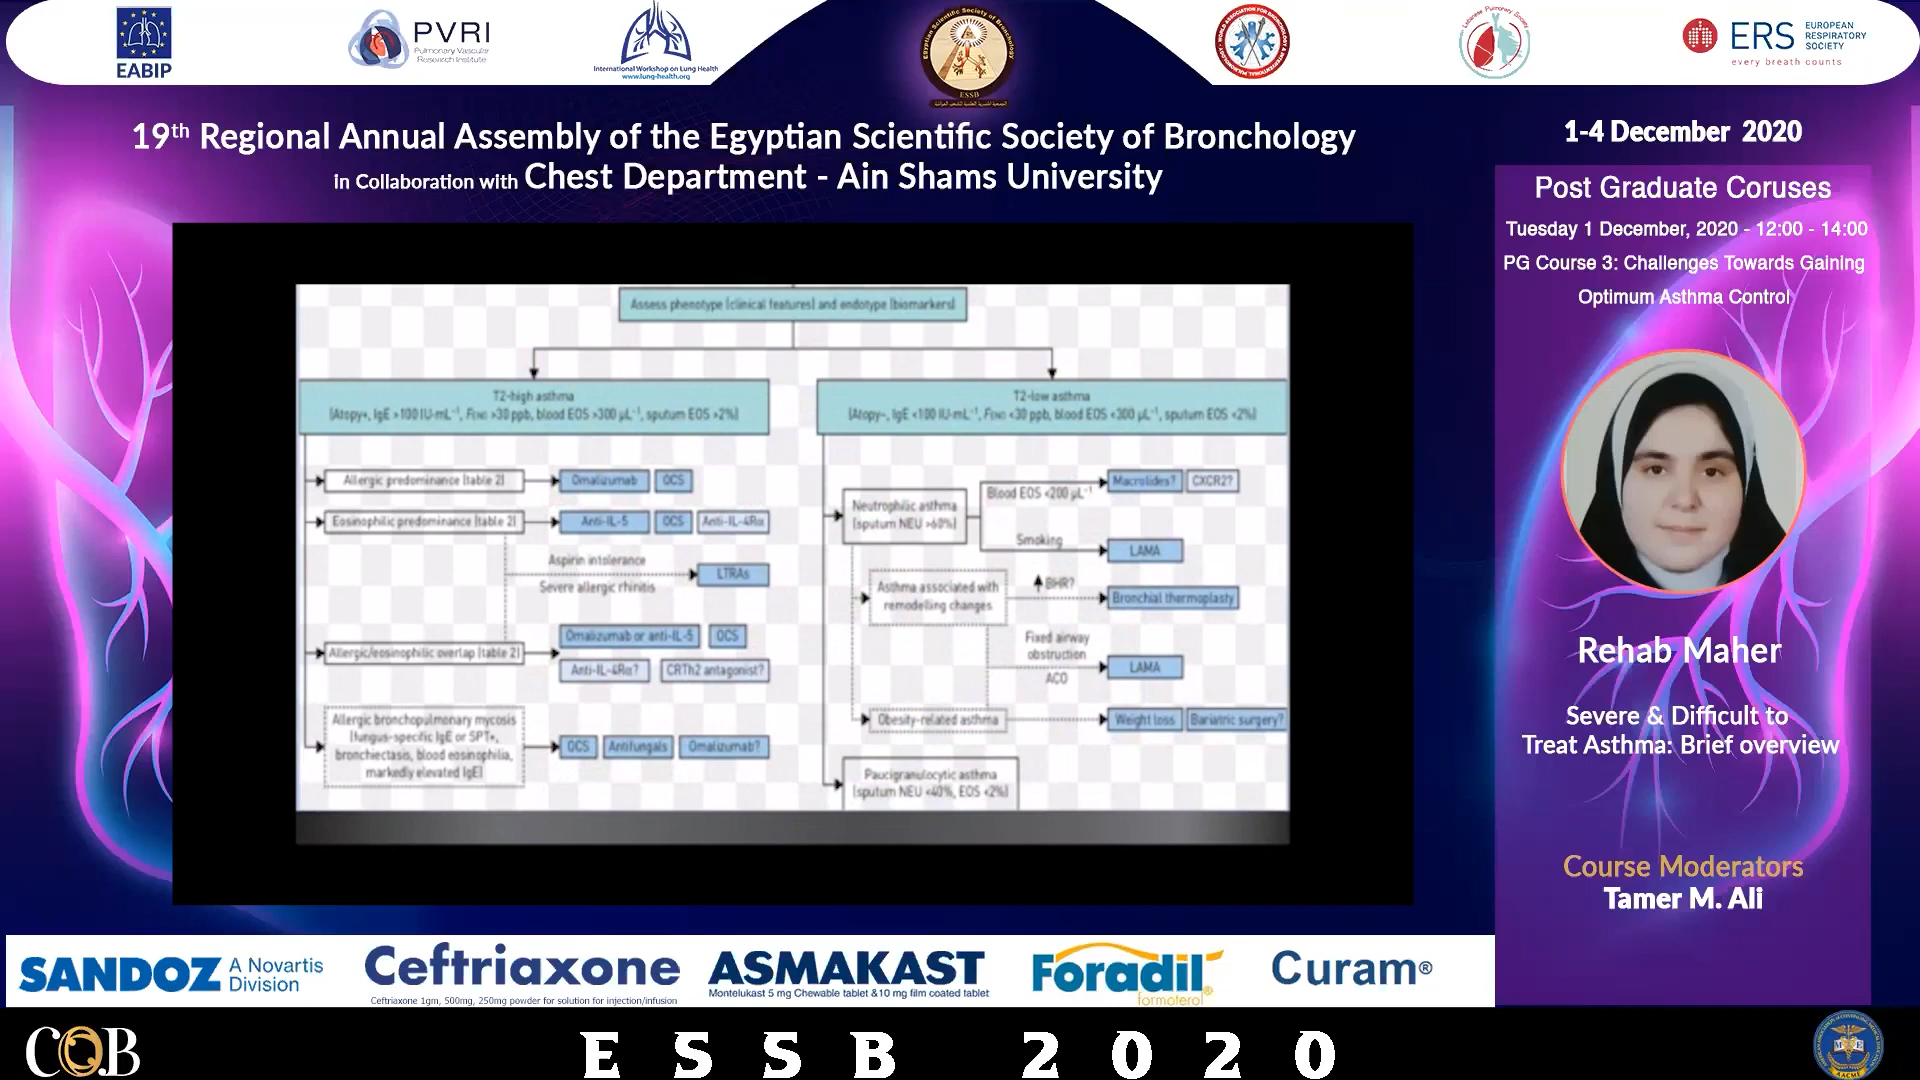 EABIP
PVRI
Pulmonary Vascular
Research Institute
International Workshop on Lung Health
www.lung-health.org
Egyptian Scientific Society of Bronchology
ESSB
Lebanese Pulmonary Society
ERS
EUROPEAN
RESPIRATORY
SOCIETY
every breath counts
19th Regional Annual Assembly of the Egyptian Scientific Society of Bronchology
in Collaboration with Chest Department - Ain Shams University
1-4 December 2020
Post Graduate Coruses
Tuesday 1 December, 2020 - 12:00 - 14:00
PG Course 3: Challenges Towards Gaining
Optimum Asthma Control
Assess phenotype (clinical features) and endotype (biomarkers)
T2-high asthma
(Atopy+, IgE >100 IU·mL⁻¹, FENO >30 ppb, blood EOS >300 µL⁻¹, sputum EOS >2%)
Allergic predominance (table 2)
Omalizumab
OCS
Eosinophilic predominance (table 2)
Anti-IL-5
OCS
Anti-IL-4Rα
Aspirin intolerance
Severe allergic rhinitis
LTRAs
Allergic/eosinophilic overlap (table 2)
Omalizumab or anti-IL-5
OCS
Anti-IL-4Rα?
CRTh2 antagonist?
Allergic bronchopulmonary mycosis
(fungus-specific IgE or SPT+,
bronchiectasis, blood eosinophilia,
markedly elevated IgE)
OCS
Antifungals
Omalizumab?
T2-low asthma
(Atopy–, IgE <100 IU·mL⁻¹, FENO <30 ppb, blood EOS <300 µL⁻¹, sputum EOS <2%)
Neutrophilic asthma
(sputum NEU >60%)
Blood EOS <200 µL⁻¹
Macrolides?
CXCR2?
Smoking
LAMA
Asthma associated with
remodelling changes
BHR?
Bronchial thermoplasty
Fixed airway
obstruction
ACO
LAMA
Obesity-related asthma
Weight loss
Bariatric surgery?
Paucigranulocytic asthma
(sputum NEU <40%, EOS <2%)
Rehab Maher
Severe & Difficult to
Treat Asthma: Brief overview
Course Moderators
Tamer M. Ali
SANDOZ A Novartis
Division
Ceftriaxone
Ceftriaxone 1gm, 500mg, 250mg powder for solution for injection/infusion
ASMAKAST
Montelukast 5 mg Chewable tablet &10 mg film coated tablet
Foradil®
formoterol
Curam®
CQB
ESSB 2020